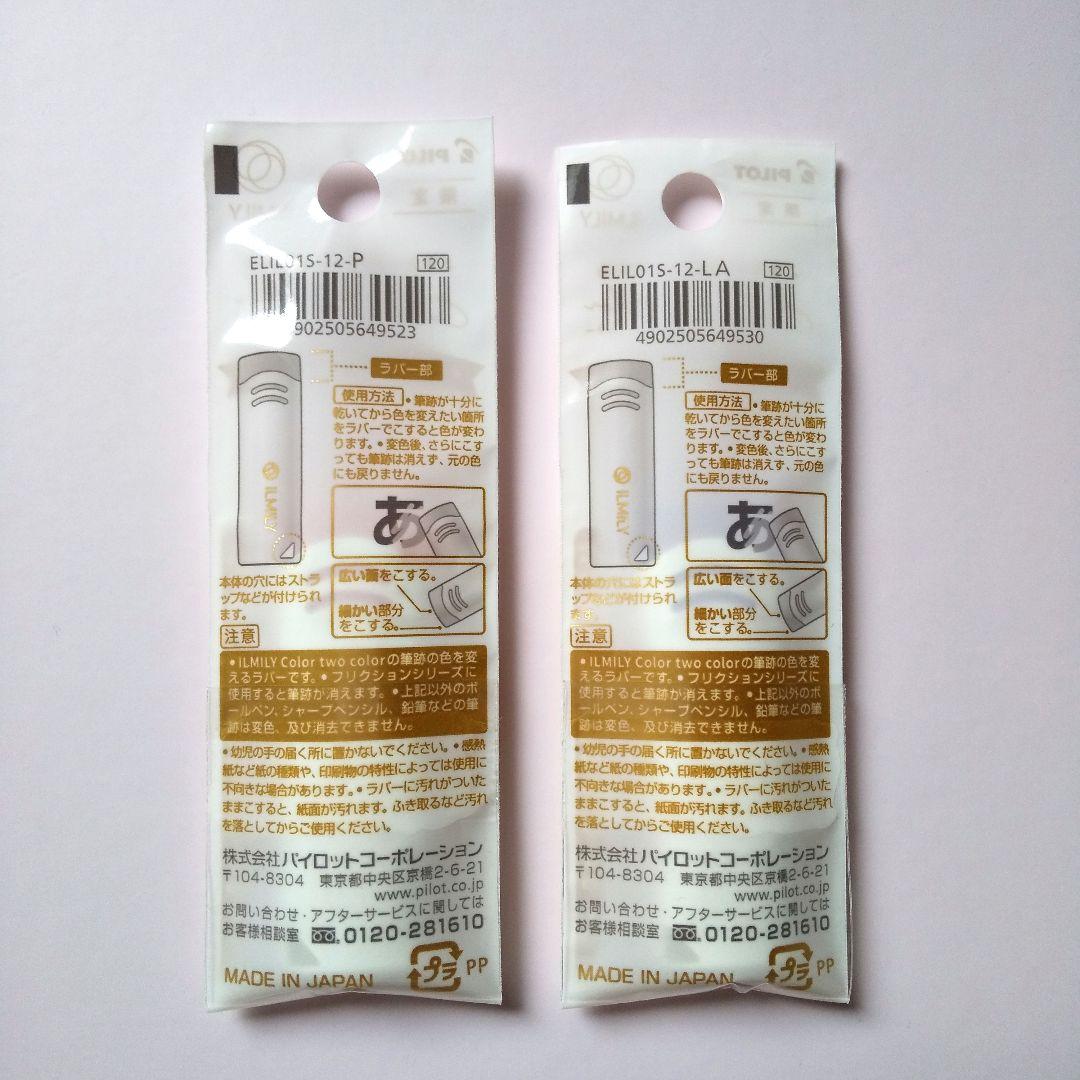 PILOT
限定
ILMILY
ELIL01S-12-P
120
902505649523
ラバー部
使用方法 •筆跡が十分に
乾いてから色を変えたい箇所
をラバーでこすると色が変わ
ります。•変色後、さらにこす
っても筆跡は消えず、元の色
にも戻りません。
ILMILY
あ
本体の穴にはストラ
ップなどが付けられ
ます。
広い面をこする。
細かい部分
をこする。
注意
•ILMILY Color two colorの筆跡の色を変
えるラバーです。•フリクションシリーズに
使用すると筆跡が消えます。•上記以外のボ
ールペン、シャープペンシル、鉛筆などの筆
跡は変色、及び消去できません。
•幼児の手の届く所に置かないでください。•感熱
紙など紙の種類や、印刷物の特性によっては使用に
不向きな場合があります。•ラバーに汚れがついた
ままこすると、紙面が汚れます。ふき取るなど汚れ
を落としてからご使用ください。
株式会社パイロットコーポレーション
〒104-8304 東京都中央区京橋2-6-21
www.pilot.co.jp
お問い合わせ・アフターサービスに関しては
お客様相談室 0120-281610
MADE IN JAPAN
プラ
PP
PILOT
限定
ILMILY
ELIL01S-12-LA
120
4902505649530
ラバー部
使用方法 •筆跡が十分に
乾いてから色を変えたい箇所
をラバーでこすると色が変わ
ります。•変色後、さらにこす
っても筆跡は消えず、元の色
にも戻りません。
ILMILY
あ
本体の穴にはストラ
ップなどが付けられ
ます。
広い面をこする。
細かい部分
をこする。
注意
•ILMILY Color two colorの筆跡の色を変
えるラバーです。•フリクションシリーズに
使用すると筆跡が消えます。•上記以外のボ
ールペン、シャープペンシル、鉛筆などの筆
跡は変色、及び消去できません。
•幼児の手の届く所に置かないでください。•感熱
紙など紙の種類や、印刷物の特性によっては使用に
不向きな場合があります。•ラバーに汚れがついた
ままこすると、紙面が汚れます。ふき取るなど汚れ
を落としてからご使用ください。
株式会社パイロットコーポレーション
〒104-8304 東京都中央区京橋2-6-21
www.pilot.co.jp
お問い合わせ・アフターサービスに関しては
お客様相談室 0120-281610
MADE IN JAPAN
プラ
PP